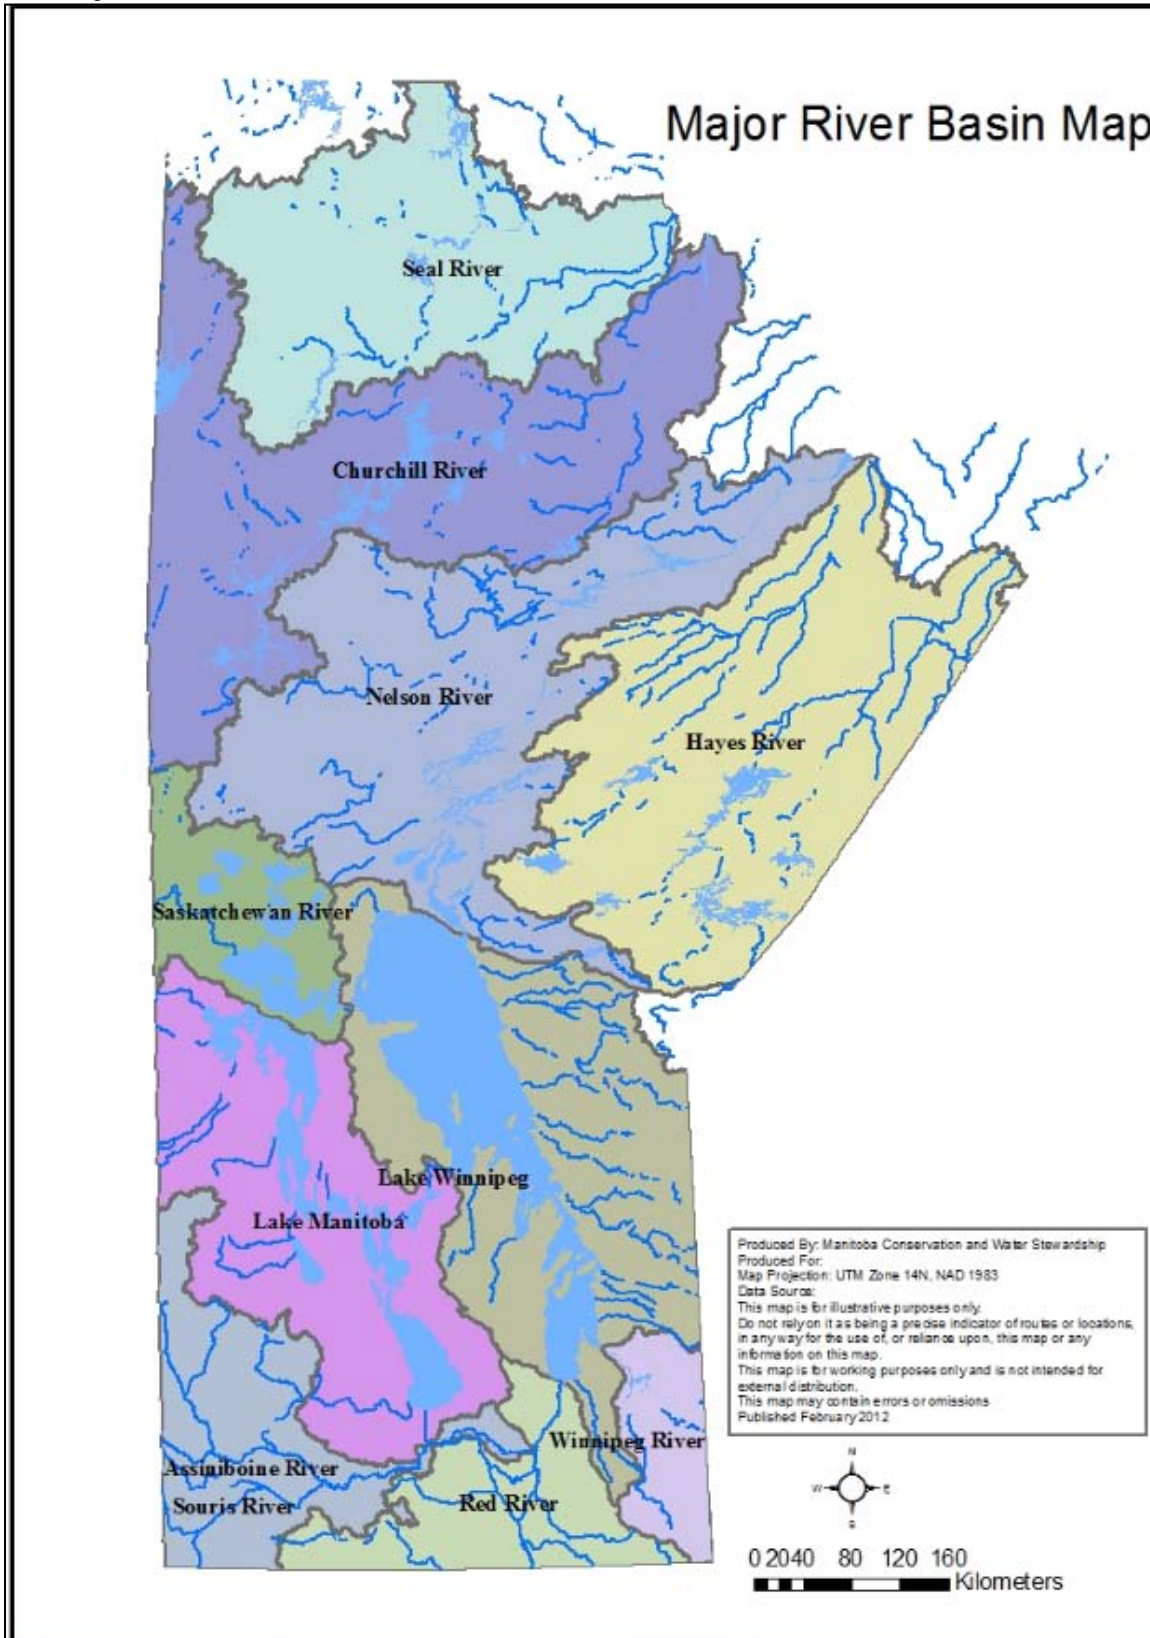 Major River Basin Map
Seal River
Churchill River
Nelson River
Hayes River
Saskatchewan River
Lake Winnipeg
Lake Manitoba
Produced By: Manitoba Conservation and Water Stewardship
Produced For:
Map Projection: UTM Zone 14N, NAD 1983
Data Source:
This map is for illustrative purposes only.
Do not rely on it as being a precise indicator of routes or locations,
in any way for the use of, or reliance upon, this map or any
information on this map.
This map is for working purposes only and is not intended for
external distribution.
This map may contain errors or omissions
Published February 2012
Winnipeg River
Assiniboine River
Souris River
Red River
N
W E
S
0 20 40 80 120 160
Kilometers